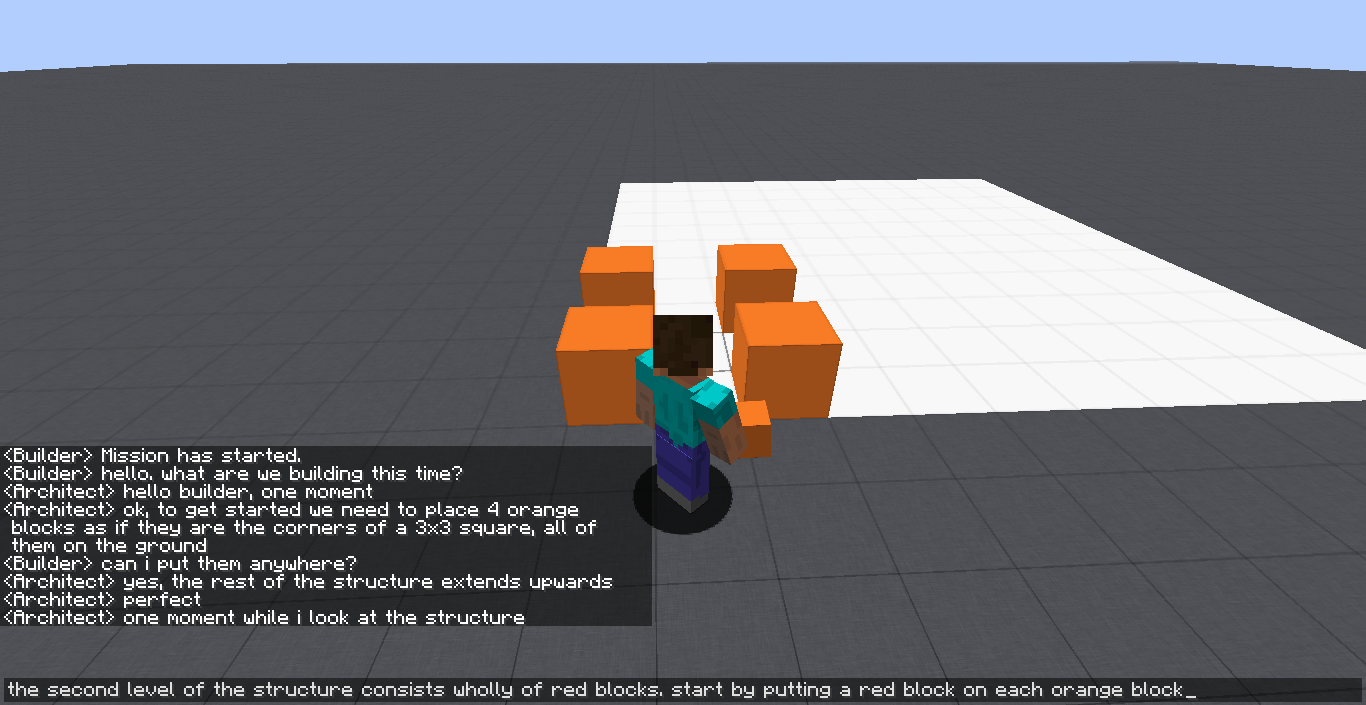 <Builder> Mission has started.
<Builder> hello. what are we building this time?
<Architect> hello builder, one moment
<Architect> ok, to get started we need to place 4 orange
blocks as if they are the corners of a 3x3 square, all of
them on the ground
<Builder> can i put them anywhere?
<Architect> yes, the rest of the structure extends upwards
<Architect> perfect
<Architect> one moment while i look at the structure
the second level of the structure consists wholly of red blocks. start by putting a red block on each orange block_